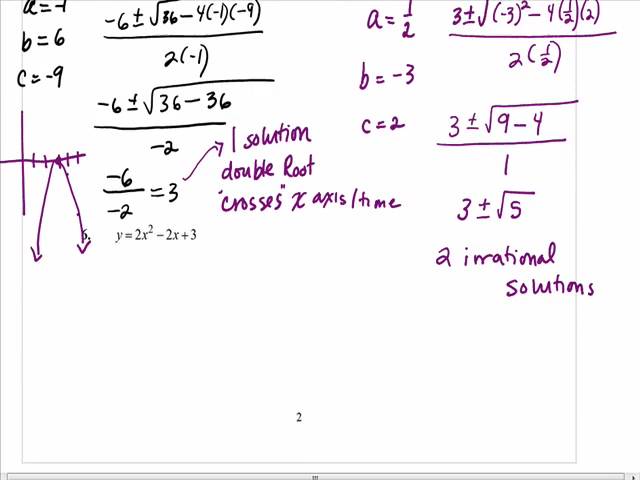 a = -1
b = 6
c = -9
-6 ± √36 - 4(-1)(-9)
2(-1)
-6 ± √36 - 36
-2
-6
-2
= 3
1 solution
double Root
"crosses" x axis 1 time
6. y = 2x² - 2x + 3
a = 1/2
b = -3
c = 2
3 ± √(-3)² - 4(1/2)(2)
2(1/2)
3 ± √9 - 4
1
3 ± √5
2 irrational
solutions
2